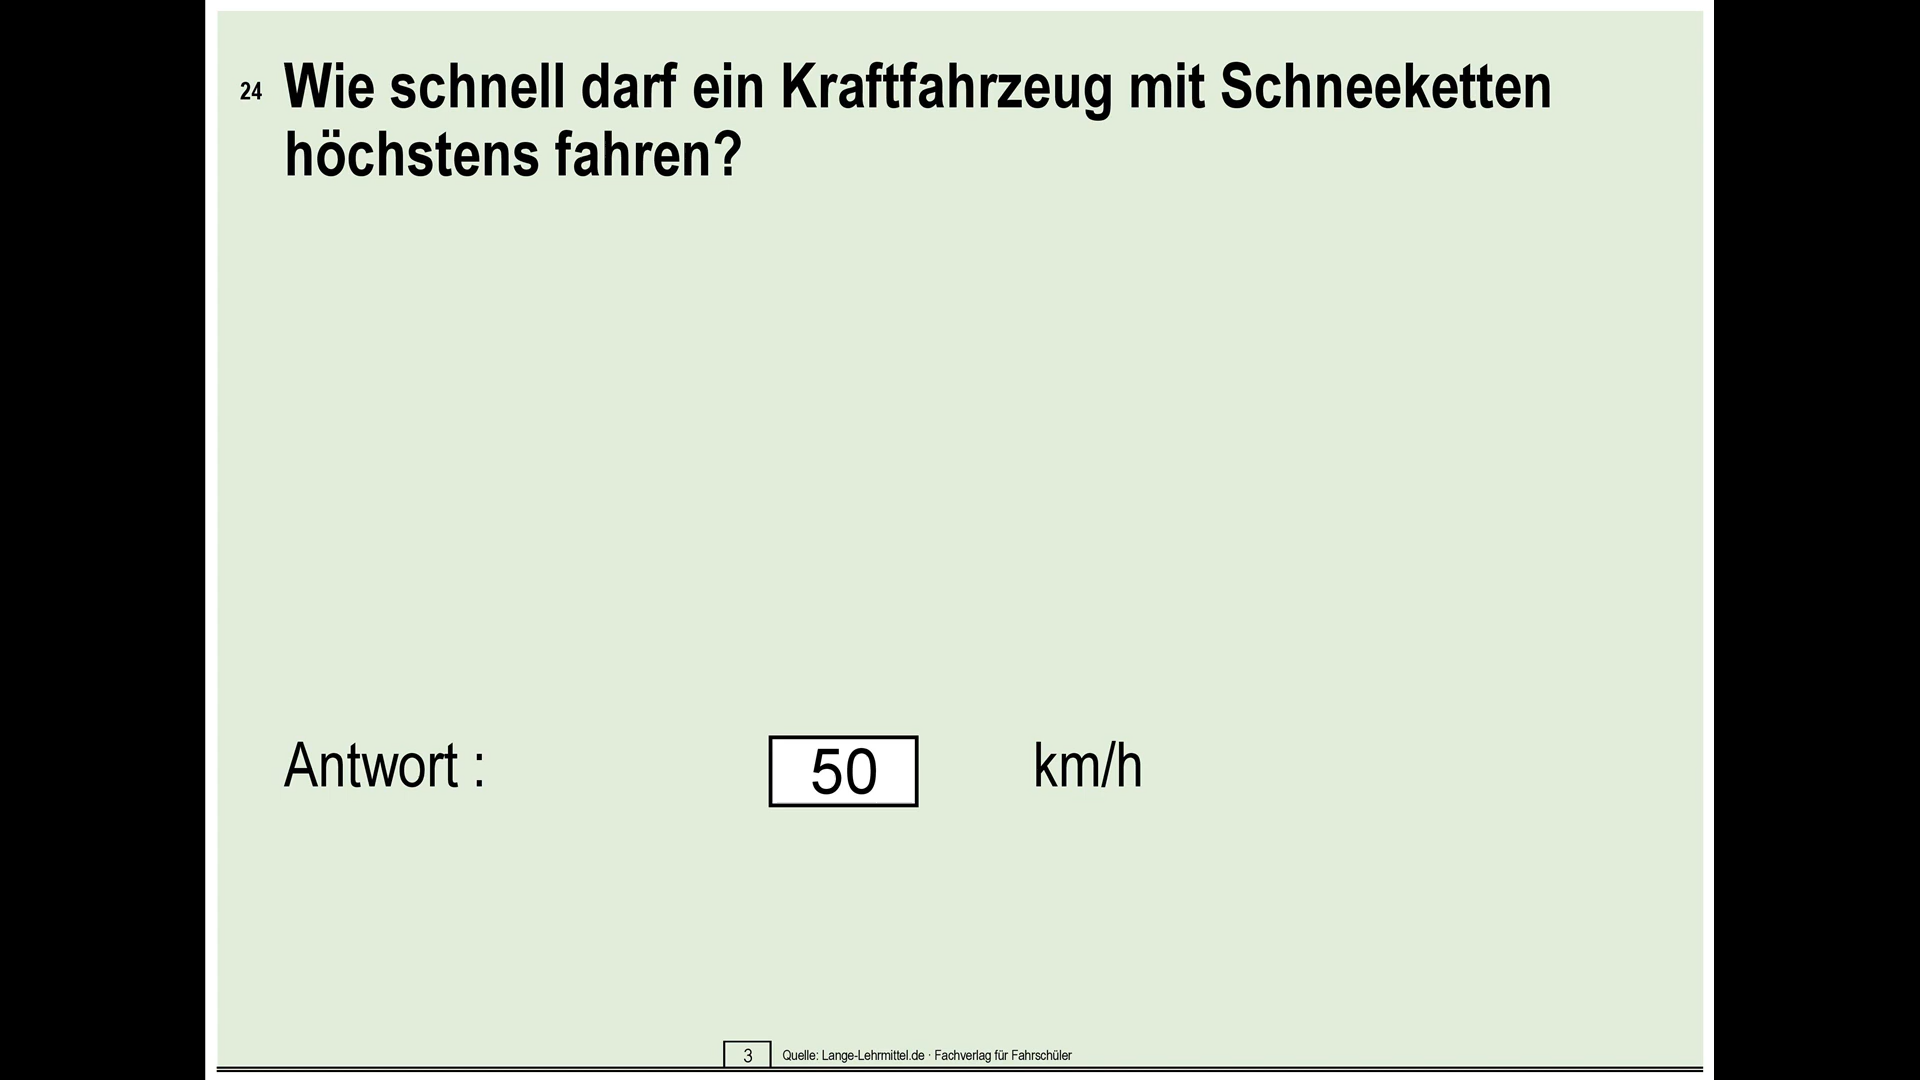 24 Wie schnell darf ein Kraftfahrzeug mit Schneeketten
höchstens fahren?
Antwort : 50 km/h
3 Quelle: Lange-Lehrmittel.de · Fachverlag für Fahrschüler